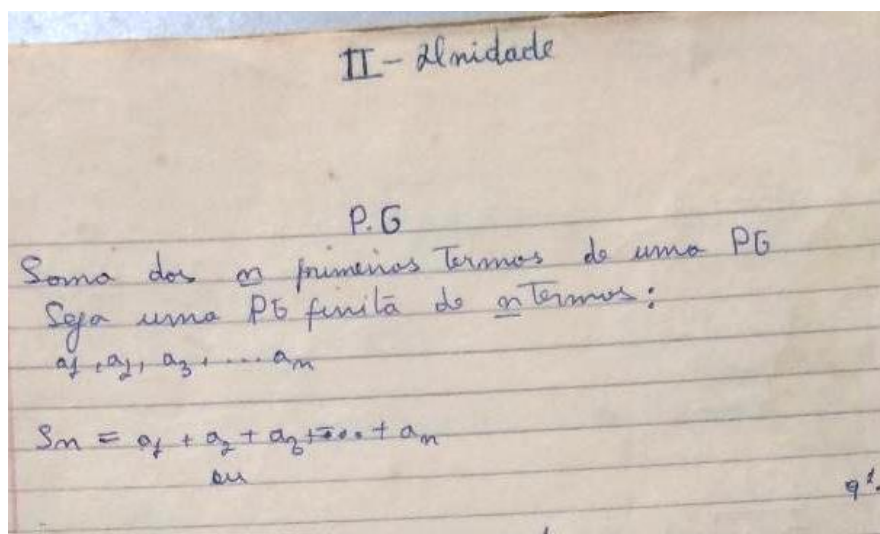 II - Unidade
P.G
Soma dos n primeiros Termos de uma PG
Seja uma PG finita de n Termos:
a1, a2, a3, .... an
Sn = a1 + a2 + a3 + ... + an
ou